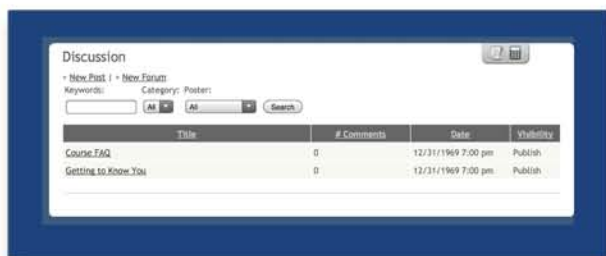 Discussion
+ New Post | + New Forum
Keywords: Category: Poster:
All All Search
Title # Comments Date Visibility
Course FAQ 0 12/31/1969 7:00 pm Publish
Getting to Know You 0 12/31/1969 7:00 pm Publish